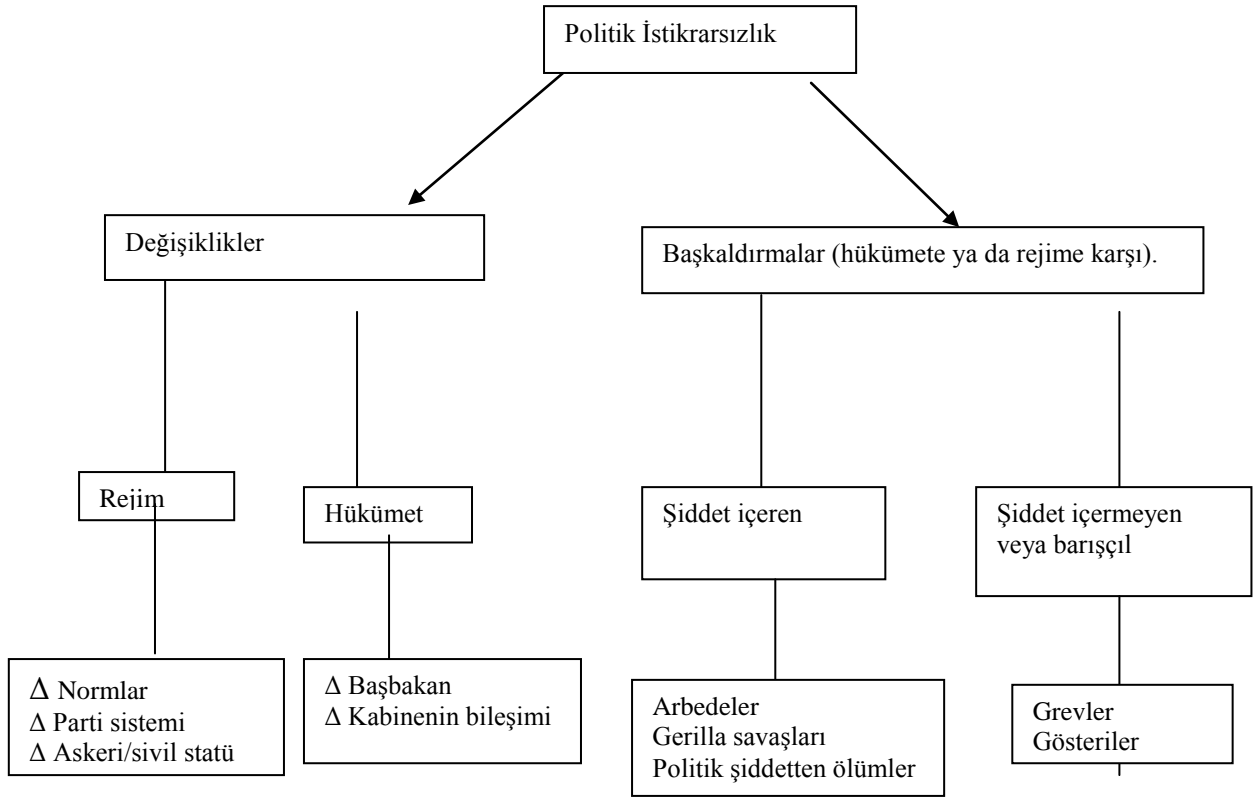 Politik İstikrarsızlık
Değişiklikler
Başkaldırmalar (hükümete ya da rejime karşı).
Rejim
Hükümet
Şiddet içeren
Şiddet içermeyen
veya barışçıl
Δ Normlar
Δ Parti sistemi
Δ Askeri/sivil statü
Δ Başbakan
Δ Kabinenin bileşimi
Arbedeler
Gerilla savaşları
Politik şiddetten ölümler
Grevler
Gösteriler